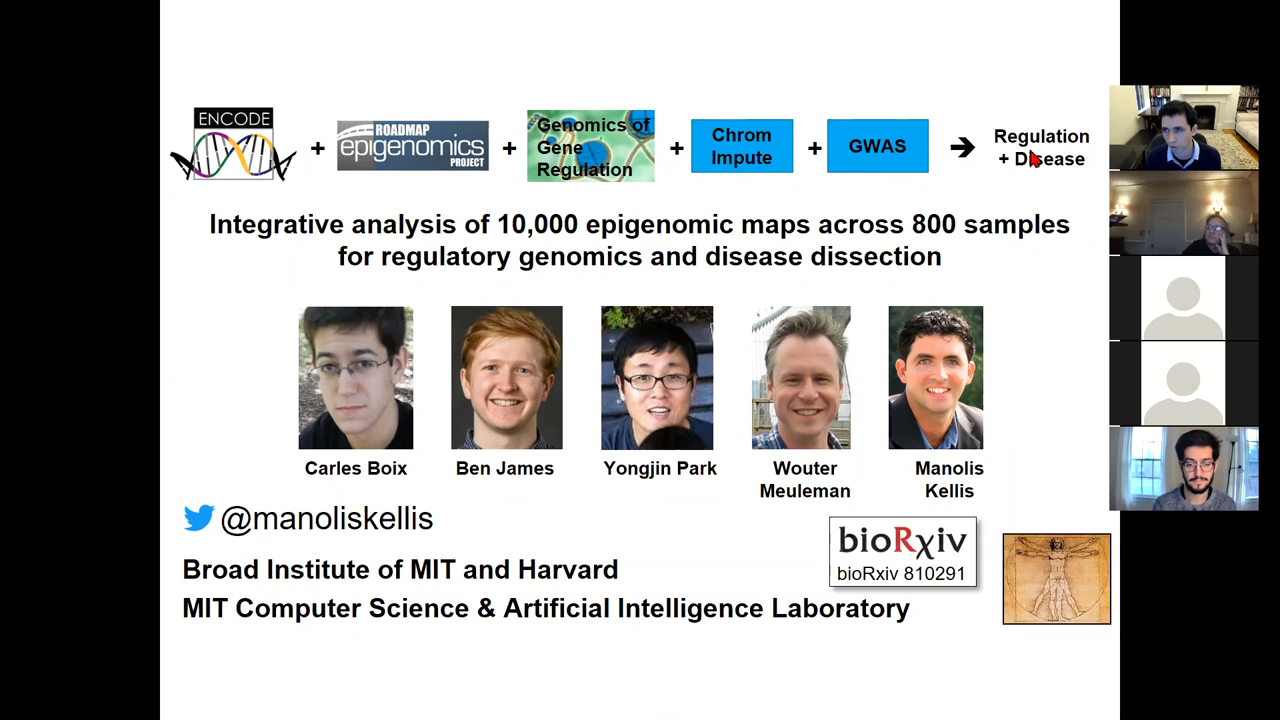 ENCODE
+
ROADMAP
epigenomics
PROJECT
+
Genomics of
Gene
Regulation
+
Chrom
Impute
+
GWAS
➔
Regulation
+ Disease
Integrative analysis of 10,000 epigenomic maps across 800 samples
for regulatory genomics and disease dissection
Carles Boix
Ben James
Yongjin Park
Wouter
Meuleman
Manolis
Kellis
@manoliskellis
bioRxiv
bioRxiv 810291
Broad Institute of MIT and Harvard
MIT Computer Science & Artificial Intelligence Laboratory